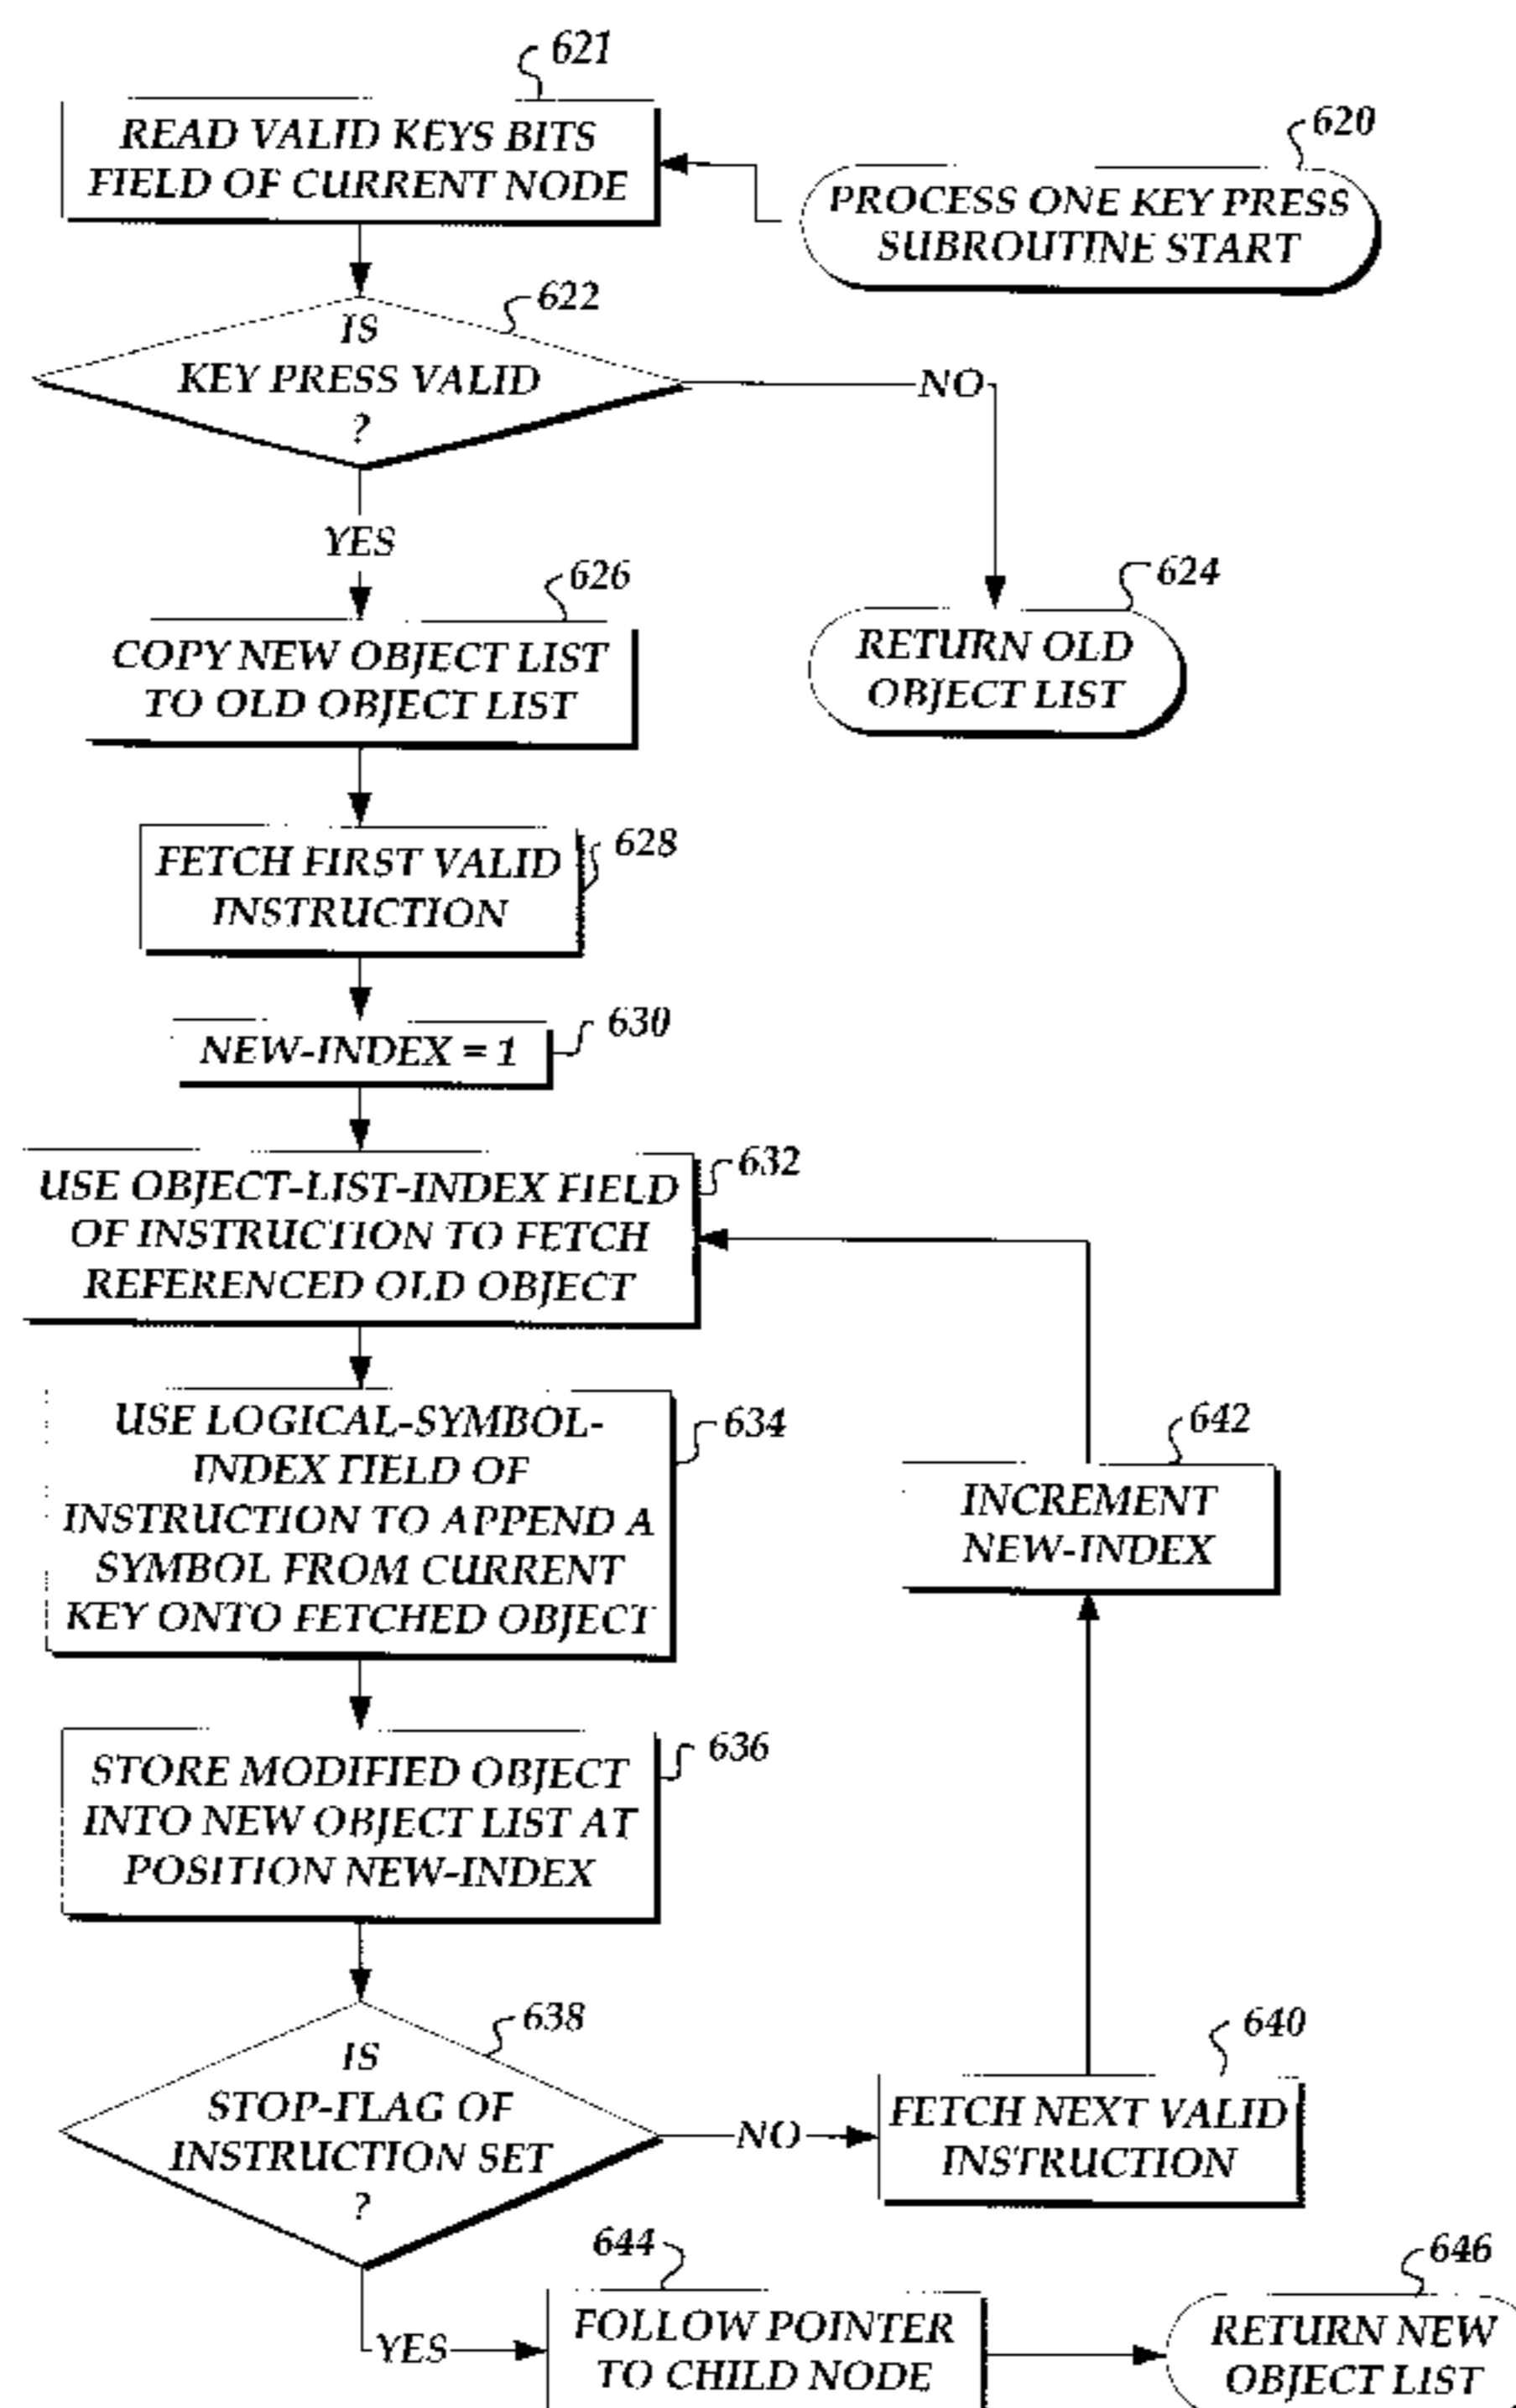 621
READ VALID KEYS BITS
FIELD OF CURRENT NODE
620
PROCESS ONE KEY PRESS
SUBROUTINE START
622
IS
KEY PRESS VALID
?
NO
YES
624
RETURN OLD
OBJECT LIST
626
COPY NEW OBJECT LIST
TO OLD OBJECT LIST
628
FETCH FIRST VALID
INSTRUCTION
630
NEW-INDEX = 1
632
USE OBJECT-LIST-INDEX FIELD
OF INSTRUCTION TO FETCH
REFERENCED OLD OBJECT
634
USE LOGICAL-SYMBOL-
INDEX FIELD OF
INSTRUCTION TO APPEND A
SYMBOL FROM CURRENT
KEY ONTO FETCHED OBJECT
642
INCREMENT
NEW-INDEX
636
STORE MODIFIED OBJECT
INTO NEW OBJECT LIST AT
POSITION NEW-INDEX
638
IS
STOP-FLAG OF
INSTRUCTION SET
?
NO
640
FETCH NEXT VALID
INSTRUCTION
YES
644
FOLLOW POINTER
TO CHILD NODE
646
RETURN NEW
OBJECT LIST